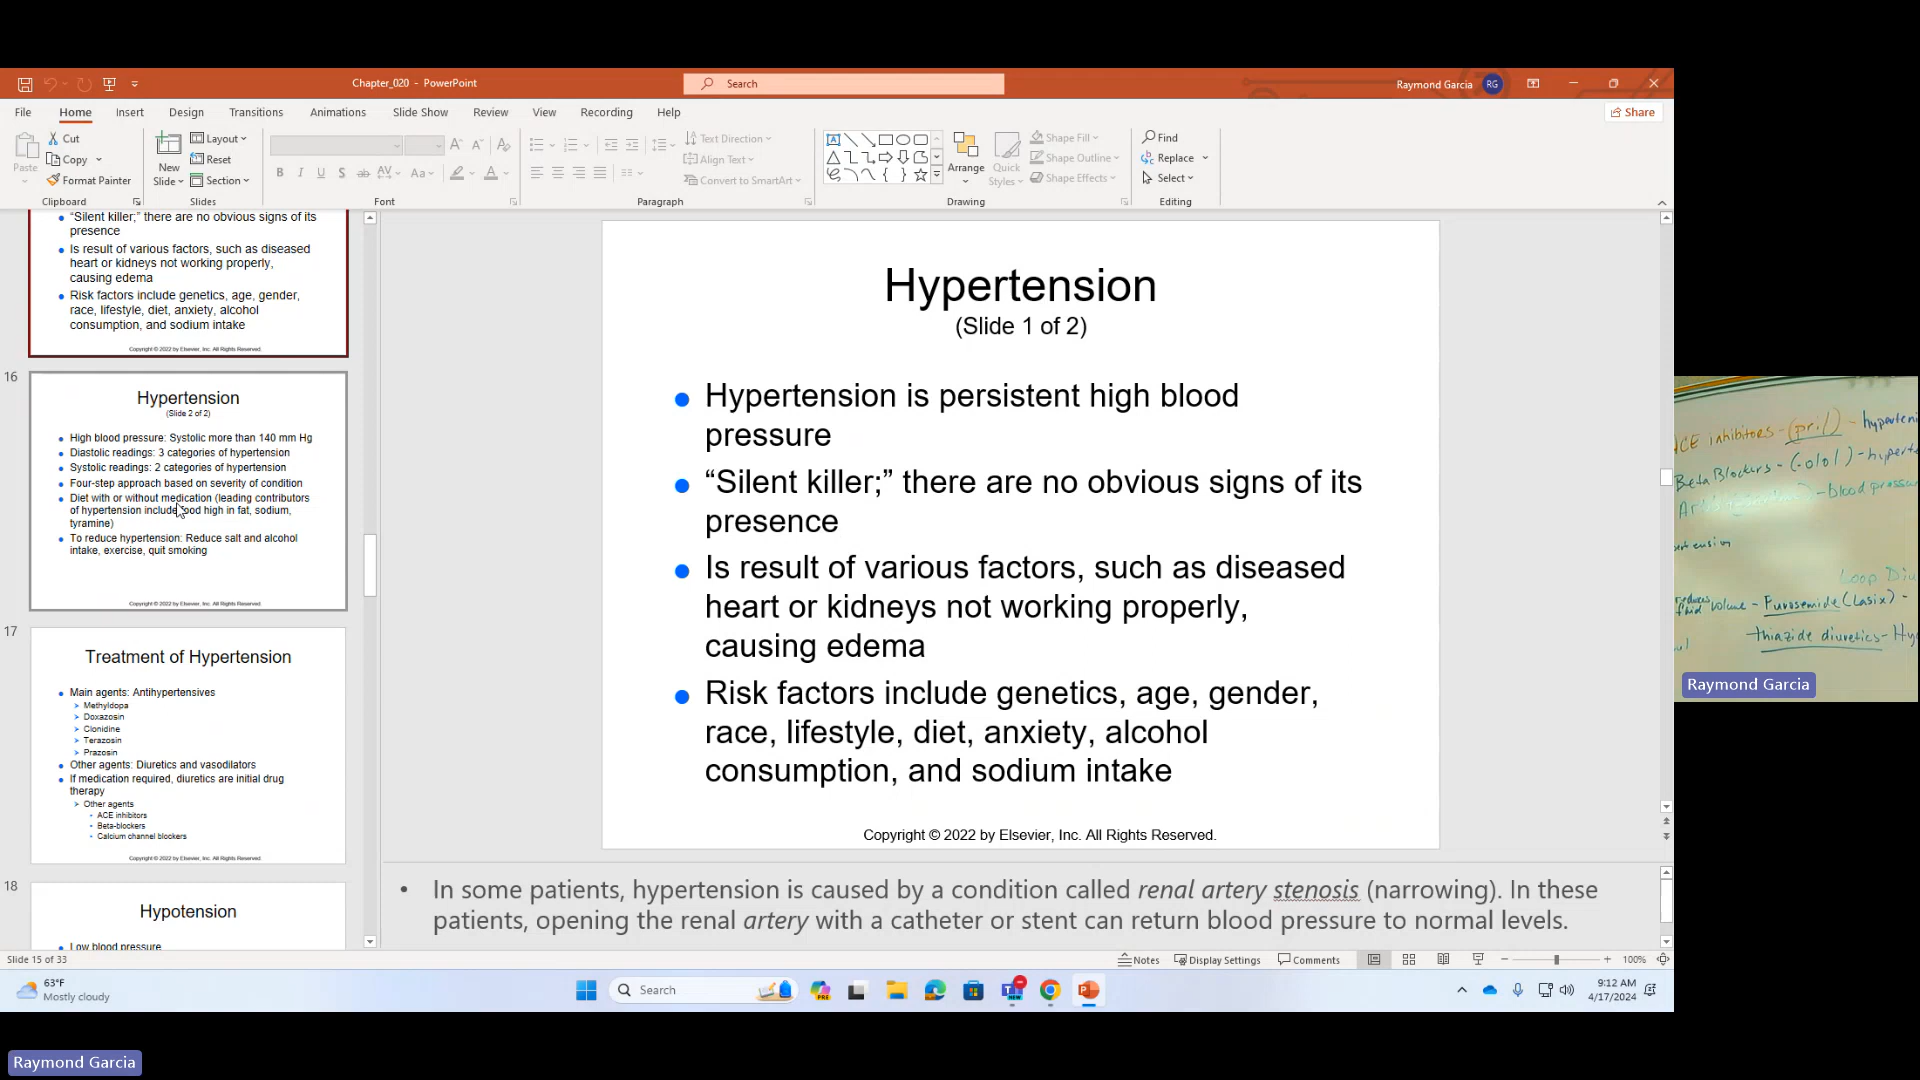 Chapter_020 - PowerPoint
Search
Raymond Garcia
RG
File
Home
Insert
Design
Transitions
Animations
Slide Show
Review
View
Recording
Help
Share
Paste
Cut
Copy
Format Painter
Clipboard
New
Slide
Layout
Reset
Section
Slides
Font
Text Direction
Align Text
Convert to SmartArt
Paragraph
Arrange
Quick
Styles
Shape Fill
Shape Outline
Shape Effects
Drawing
Find
Replace
Select
Editing
“Silent killer;” there are no obvious signs of its
presence
Is result of various factors, such as diseased
heart or kidneys not working properly,
causing edema
Risk factors include genetics, age, gender,
race, lifestyle, diet, anxiety, alcohol
consumption, and sodium intake
Copyright © 2022 by Elsevier, Inc. All Rights Reserved.
16
Hypertension
(Slide 2 of 2)
High blood pressure: Systolic more than 140 mm Hg
Diastolic readings: 3 categories of hypertension
Systolic readings: 2 categories of hypertension
Four-step approach based on severity of condition
Diet with or without medication (leading contributors
of hypertension include food high in fat, sodium,
tyramine)
To reduce hypertension: Reduce salt and alcohol
intake, exercise, quit smoking
Copyright © 2022 by Elsevier, Inc. All Rights Reserved.
17
Treatment of Hypertension
Main agents: Antihypertensives
Methyldopa
Doxazosin
Clonidine
Terazosin
Prazosin
Other agents: Diuretics and vasodilators
If medication required, diuretics are initial drug
therapy
Other agents
ACE inhibitors
Beta-blockers
Calcium channel blockers
Copyright © 2022 by Elsevier, Inc. All Rights Reserved.
18
Hypotension
Low blood pressure
Hypertension
(Slide 1 of 2)
Hypertension is persistent high blood
pressure
“Silent killer;” there are no obvious signs of its
presence
Is result of various factors, such as diseased
heart or kidneys not working properly,
causing edema
Risk factors include genetics, age, gender,
race, lifestyle, diet, anxiety, alcohol
consumption, and sodium intake
Copyright © 2022 by Elsevier, Inc. All Rights Reserved.
In some patients, hypertension is caused by a condition called renal artery stenosis (narrowing). In these
patients, opening the renal artery with a catheter or stent can return blood pressure to normal levels.
Slide 15 of 33
Notes
Display Settings
Comments
100%
63°F
Mostly cloudy
Search
9:12 AM
4/17/2024
CE inhibitors - (pril) - hyperten
Beta Blockers - (-olol) - hyperte
- blood pressu
Loop Diu
fluid volume - Furosemide (Lasix) -
thiazide diuretics - Hy
Raymond Garcia
Raymond Garcia